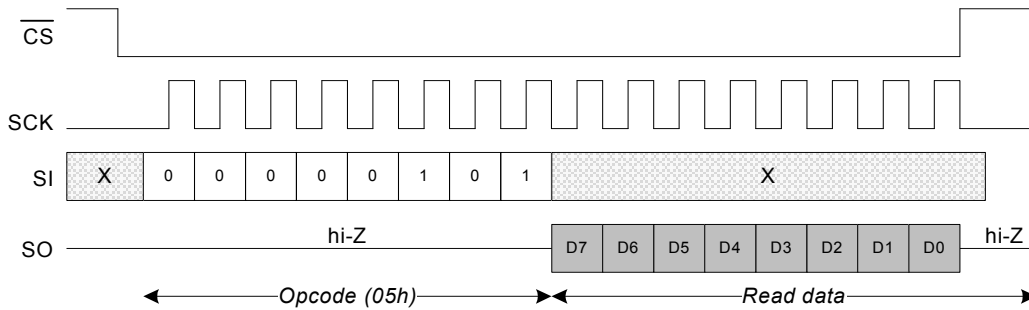 CS
SCK
SI X 0 0 0 0 0 1 0 1 X
hi-Z hi-Z
SO D7 D6 D5 D4 D3 D2 D1 D0
Opcode (05h) Read data